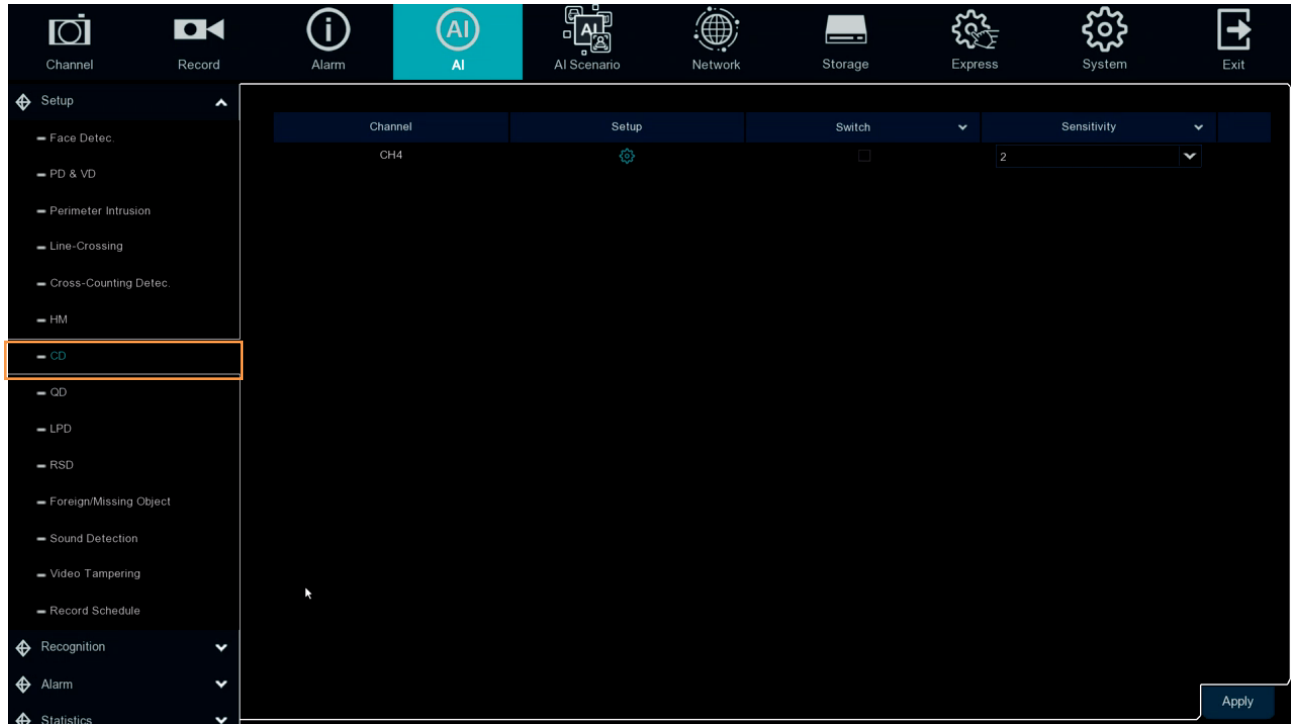 Channel Record Alarm AI AI Scenario Network Storage Express System Exit
Setup
Face Detec.
PD & VD
Perimeter Intrusion
Line-Crossing
Cross-Counting Detec.
HM
CD
QD
LPD
RSD
Foreign/Missing Object
Sound Detection
Video Tampering
Record Schedule
Recognition
Alarm
Statistics
Channel Setup Switch Sensitivity
CH4 2
Apply